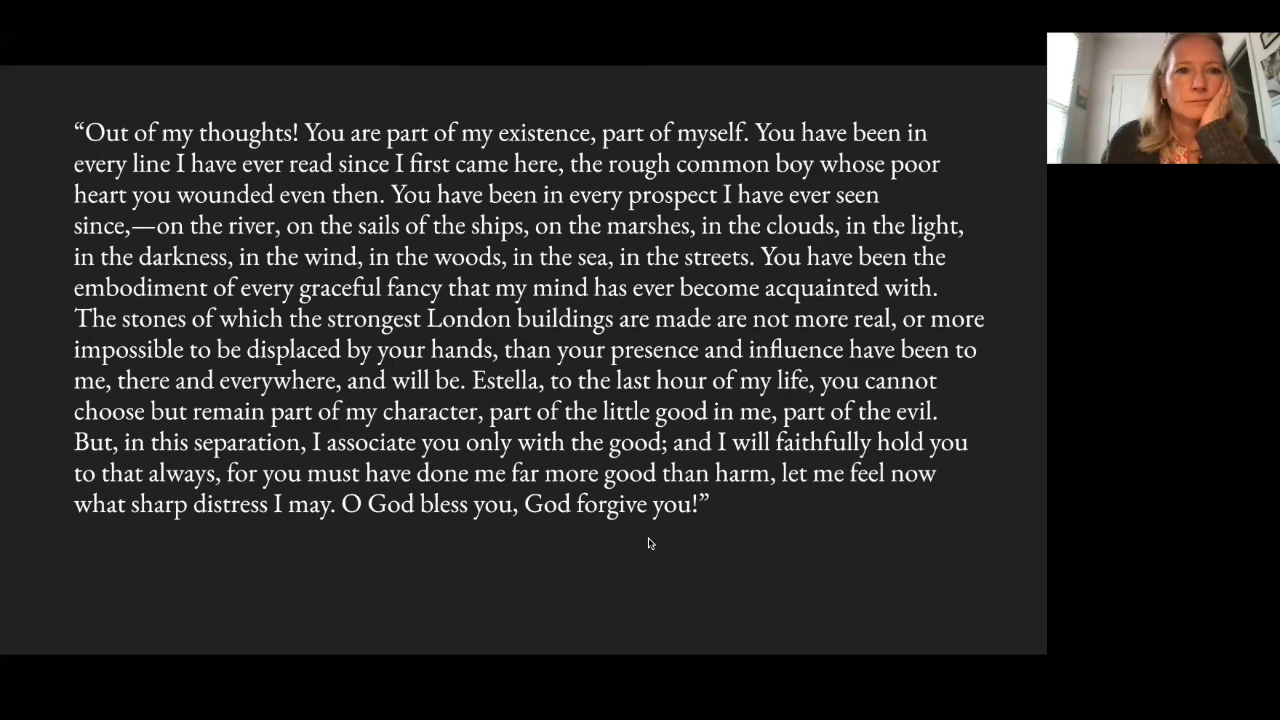 “Out of my thoughts! You are part of my existence, part of myself. You have been in
every line I have ever read since I first came here, the rough common boy whose poor
heart you wounded even then. You have been in every prospect I have ever seen
since,—on the river, on the sails of the ships, on the marshes, in the clouds, in the light,
in the darkness, in the wind, in the woods, in the sea, in the streets. You have been the
embodiment of every graceful fancy that my mind has ever become acquainted with.
The stones of which the strongest London buildings are made are not more real, or more
impossible to be displaced by your hands, than your presence and influence have been to
me, there and everywhere, and will be. Estella, to the last hour of my life, you cannot
choose but remain part of my character, part of the little good in me, part of the evil.
But, in this separation, I associate you only with the good; and I will faithfully hold you
to that always, for you must have done me far more good than harm, let me feel now
what sharp distress I may. O God bless you, God forgive you!”